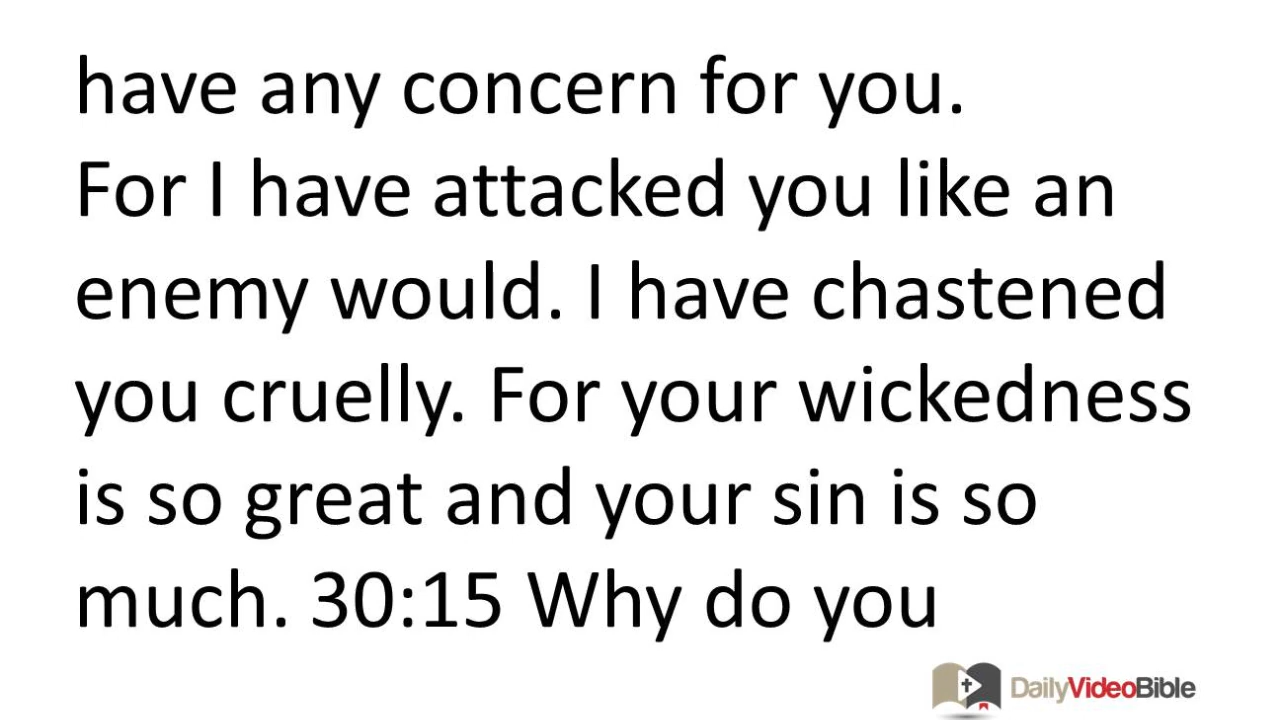 have any concern for you.
For I have attacked you like an
enemy would. I have chastened
you cruelly. For your wickedness
is so great and your sin is so
much. 30:15 Why do you
DailyVideoBible